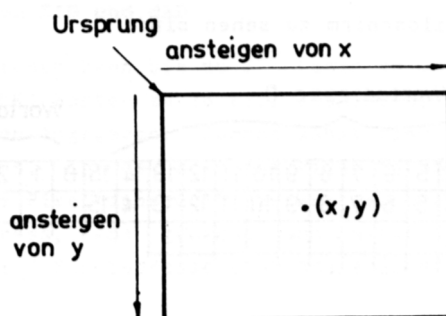 Ursprung
ansteigen von x
ansteigen
von y
(x,y)